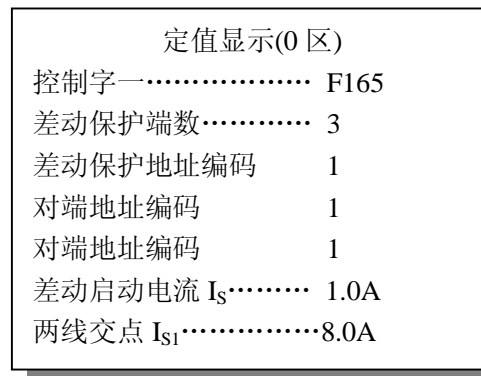 定值显示(0 区)
控制字一……………… F165
差动保护端数………… 3
差动保护地址编码 1
对端地址编码 1
对端地址编码 1
差动启动电流 IS……… 1.0A
两线交点 IS1……………8.0A